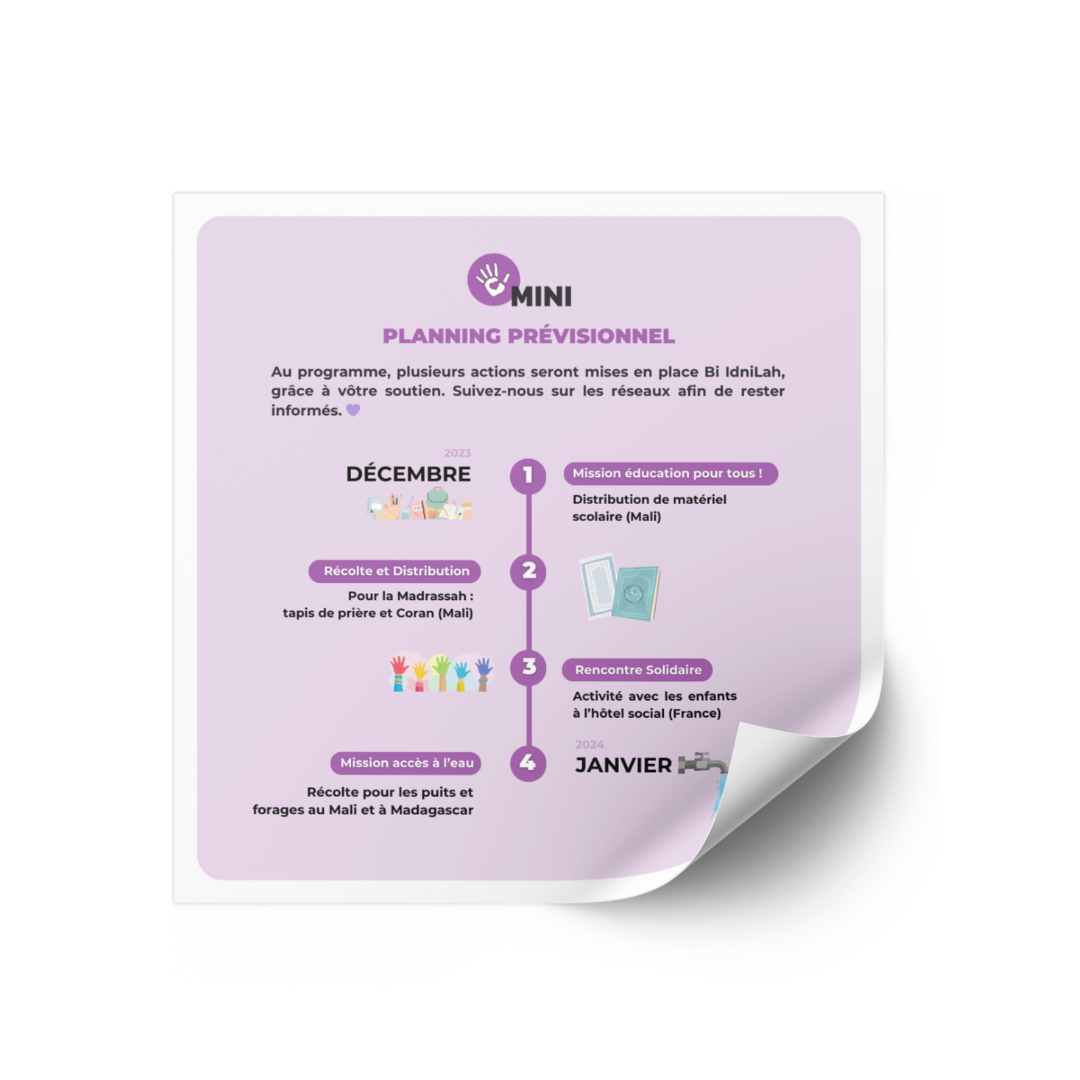 MINI
PLANNING PRÉVISIONNEL
Au programme, plusieurs actions seront mises en place Bi IdniLah,
grâce à vôtre soutien. Suivez-nous sur les réseaux afin de rester
informés.
2023
DÉCEMBRE
1
Mission éducation pour tous !
Distribution de matériel
scolaire (Mali)
Récolte et Distribution
2
Pour la Madrassah :
tapis de prière et Coran (Mali)
3
Rencontre Solidaire
Activité avec les enfants
à l'hôtel social (France)
Mission accès à l'eau
4
2024
JANVIER
Récolte pour les puits et
forages au Mali et à Madagascar